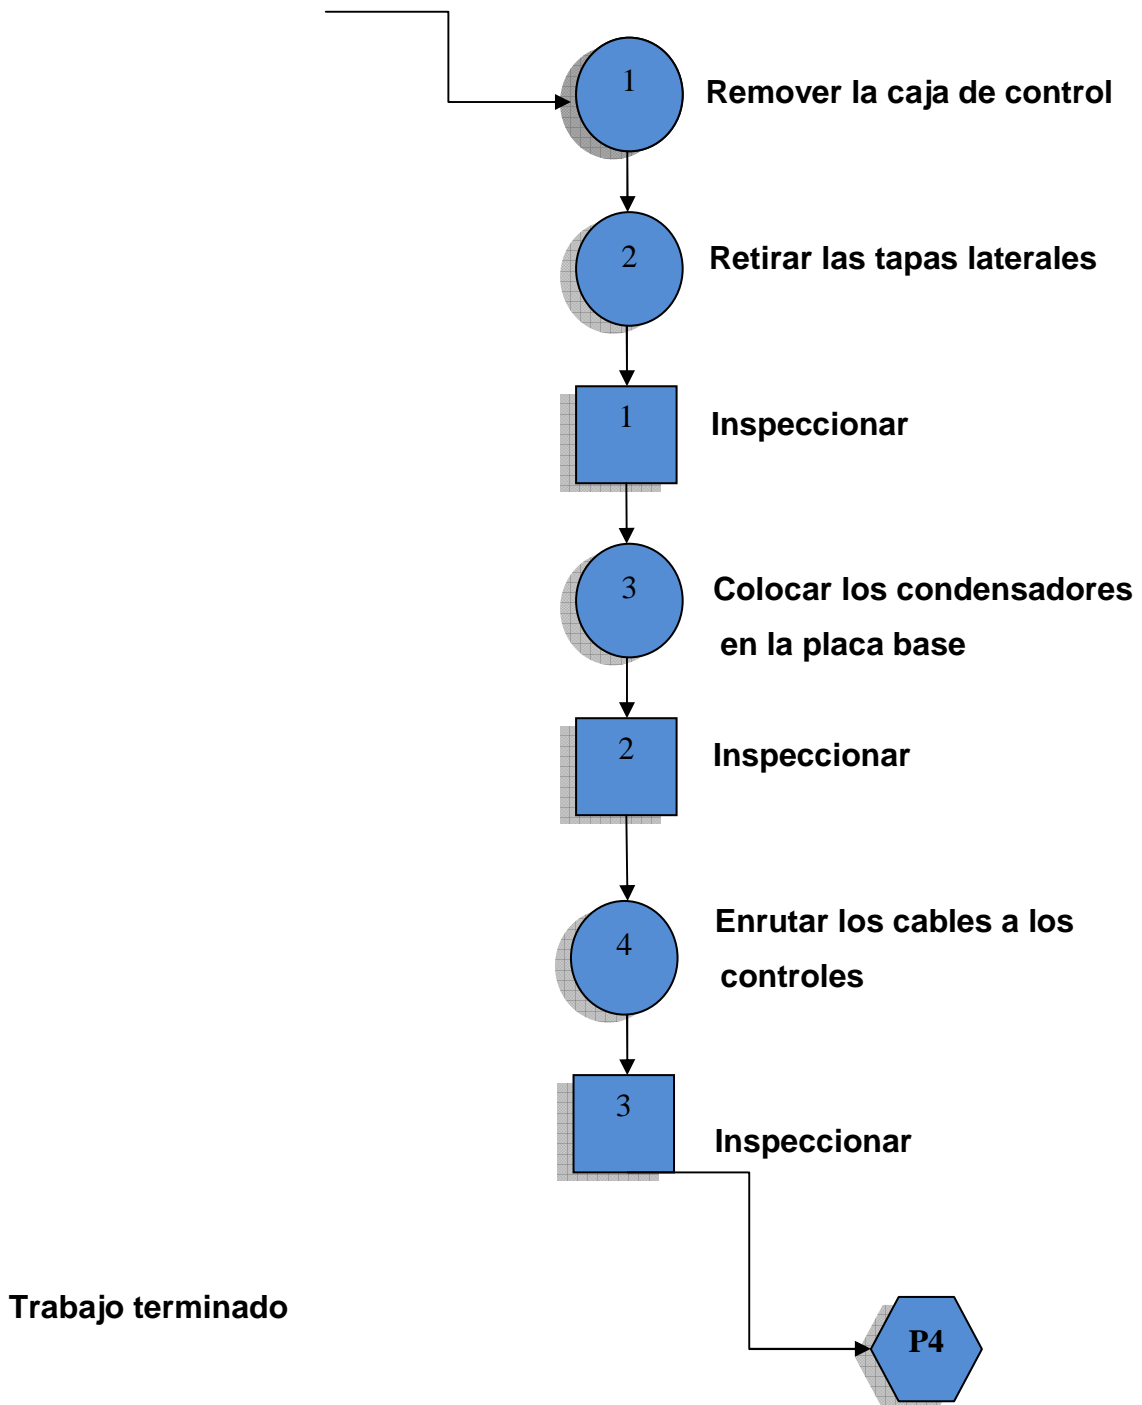 1
Remover la caja de control
2
Retirar las tapas laterales
1
Inspeccionar
3
Colocar los condensadores
en la placa base
2
Inspeccionar
4
Enrutar los cables a los
controles
3
Inspeccionar
Trabajo terminado
P4